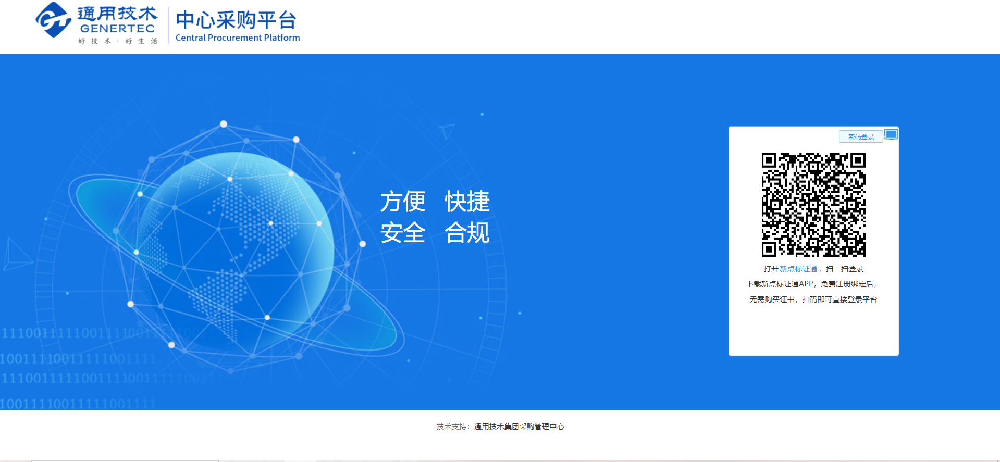 通用技术
GENERTEC
好技术·好生活
中心采购平台
Central Procurement Platform
密码登录
方便 快捷
安全 合规
打开新点标证通，扫一扫登录
下载新点标证通APP，免费注册绑定后，
无需购买证书，扫码即可直接登录平台
111001111100111100111110011
10011110011111001111
111001111100111100111110011
10011110011111001111
技术支持：通用技术集团采购管理中心